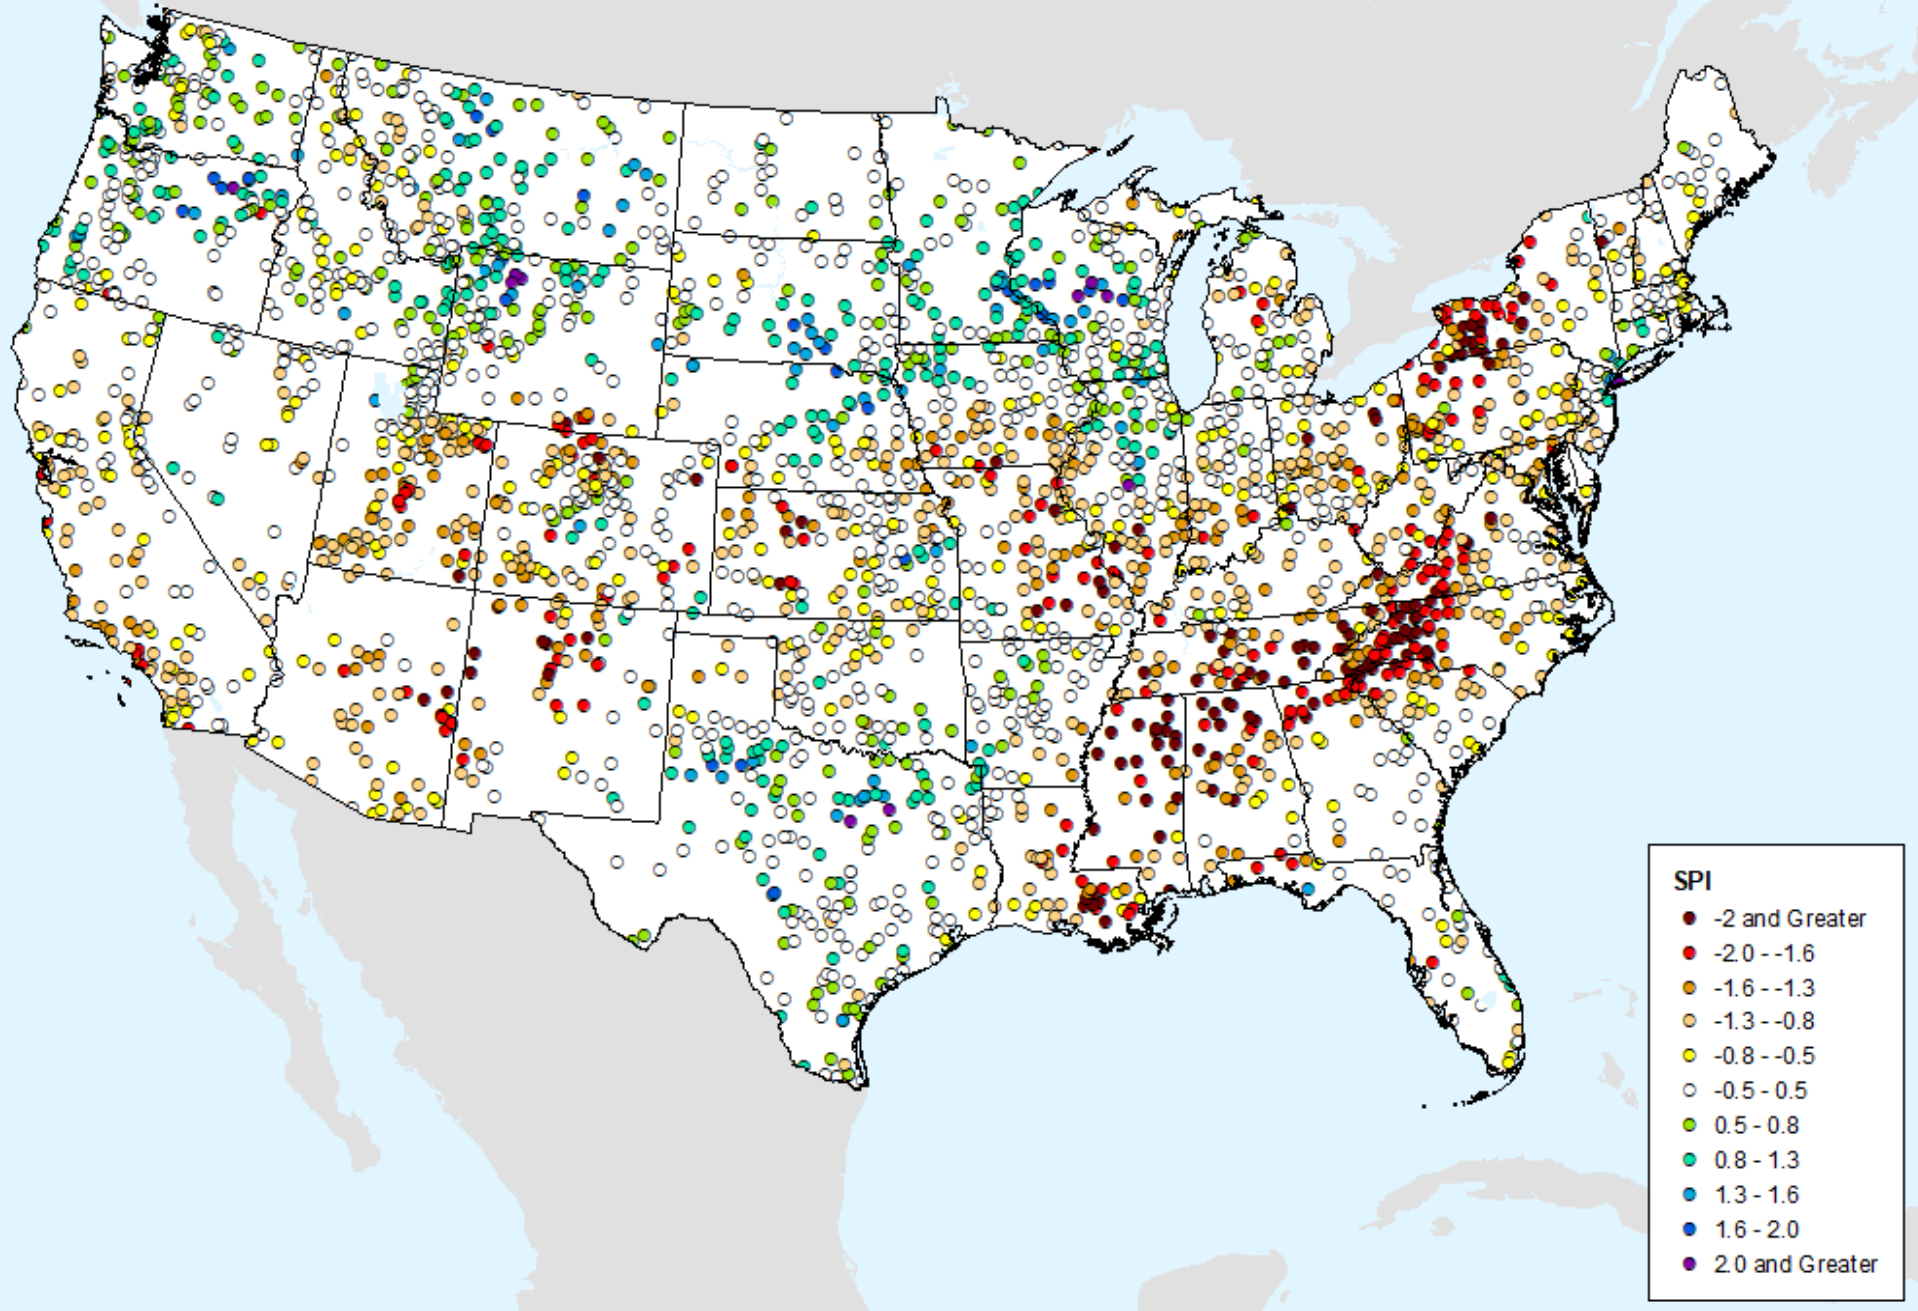 SPI
-2 and Greater
-2.0 - -1.6
-1.6 - -1.3
-1.3 - -0.8
-0.8 - -0.5
-0.5 - 0.5
0.5 - 0.8
0.8 - 1.3
1.3 - 1.6
1.6 - 2.0
2.0 and Greater